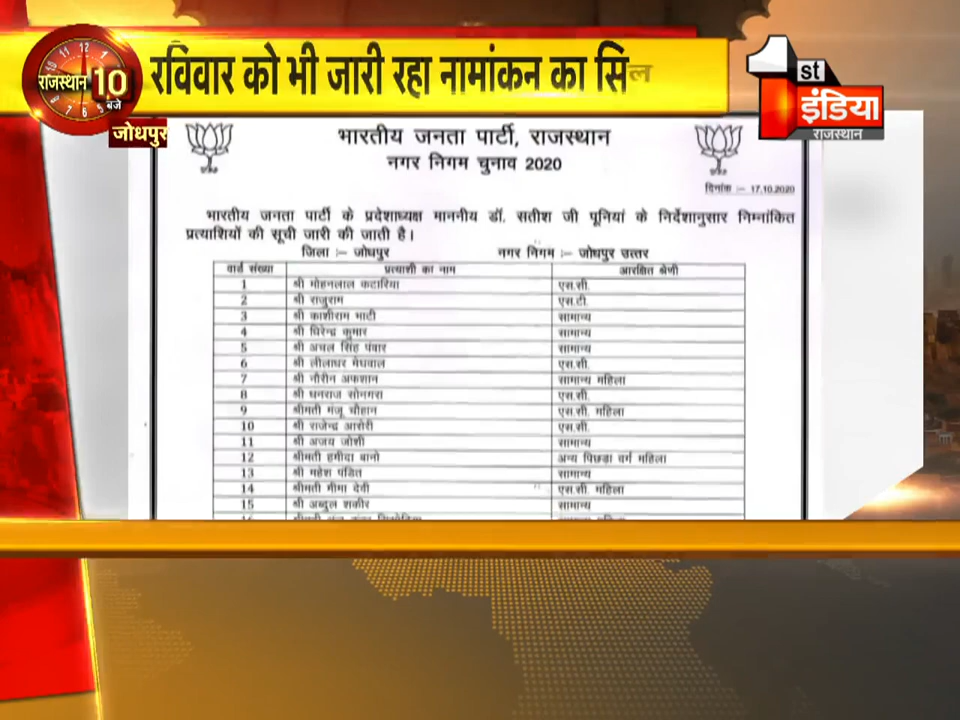 राजस्थान 10 बजे
रविवार को भी जारी रहा नामांकन का सिल
1st
इंडिया
राजस्थान
जोधपुर
भारतीय जनता पार्टी, राजस्थान
नगर निगम चुनाव 2020
दिनांक :- 17.10.2020
भारतीय जनता पार्टी के प्रदेशाध्यक्ष माननीय डॉ. सतीश जी पूनियां के निर्देशानुसार निम्नांकित
प्रत्याशियों की सूची जारी की जाती है।
जिला :- जोधपुर नगर निगम :- जोधपुर उत्तर
वार्ड संख्या प्रत्याशी का नाम आरक्षित श्रेणी
1 श्री मोहनलाल कटारिया एस.सी.
2 श्री राजुराम एस.टी.
3 श्री काशीराम भाटी सामान्य
4 श्री धिरेन्द्र कुमार सामान्य
5 श्री अचल सिंह पंवार सामान्य
6 श्री लीलाधर मेघवाल एस.सी.
7 श्री नौरीन अफशान सामान्य महिला
8 श्री धनराज सोनगरा एस.सी.
9 श्रीमती मंजू चौहान एस.सी. महिला
10 श्री राजेन्द्र आसेरी एस.सी.
11 श्री अजय जोशी सामान्य
12 श्रीमती हमीदा बानो अन्य पिछड़ा वर्ग महिला
13 श्री महेश पंडित सामान्य
14 श्रीमती मीमा देवी एस.सी. महिला
15 श्री अब्दुल शकीर सामान्य